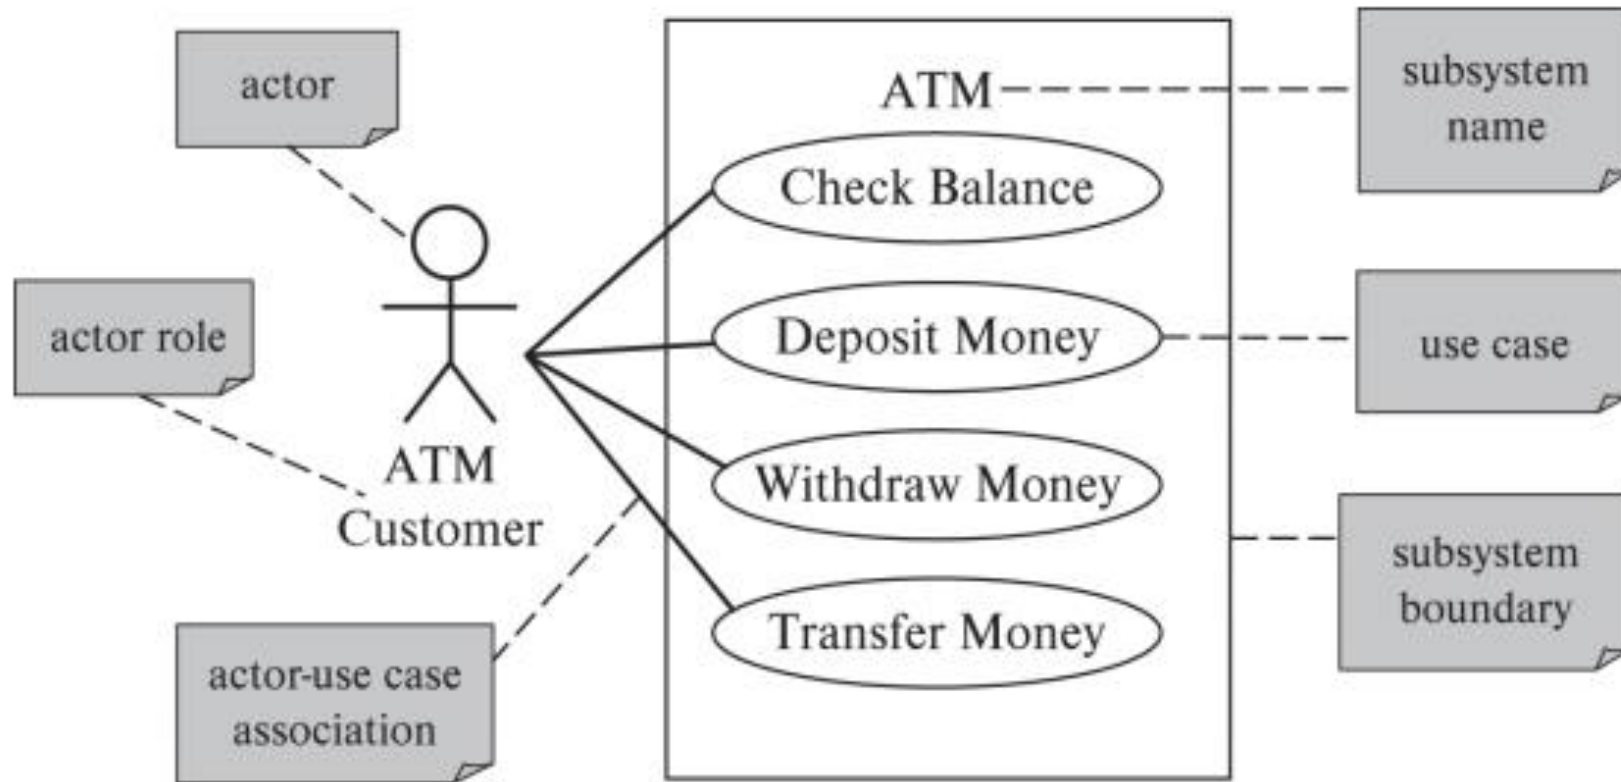 actor
ATM
subsystem
name
Check Balance
actor role
Deposit Money
use case
ATM
Customer
Withdraw Money
subsystem
boundary
Transfer Money
actor-use case
association